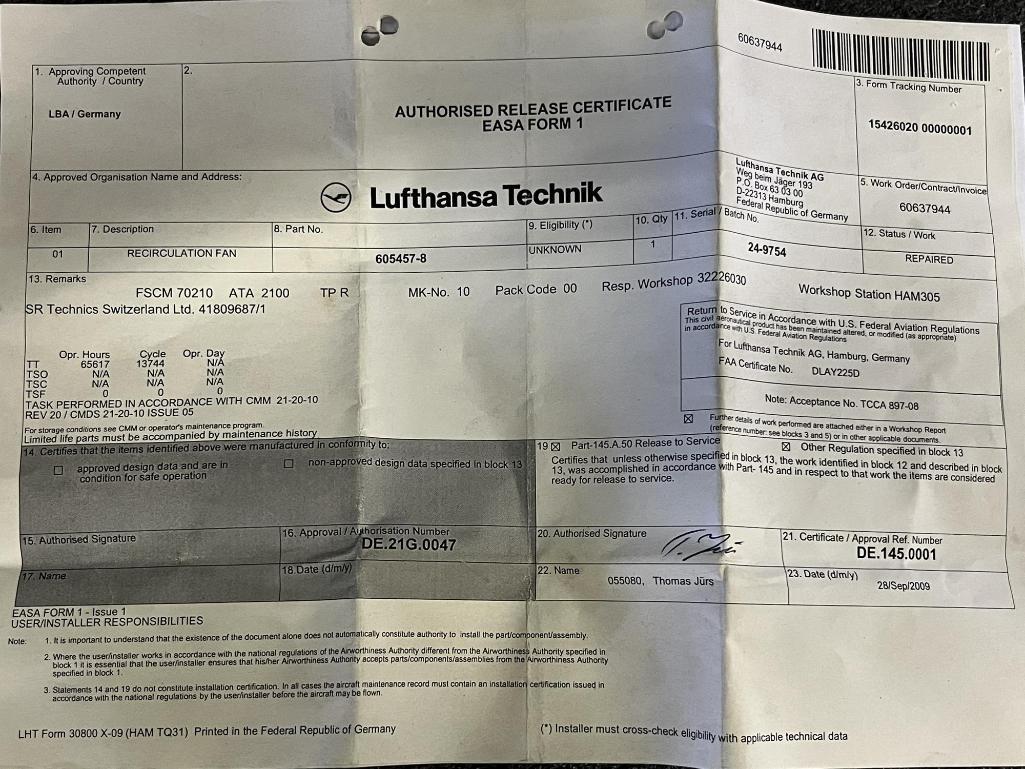 60637944
1. Approving Competent
Authority / Country
LBA / Germany
2.
AUTHORISED RELEASE CERTIFICATE
EASA FORM 1
3. Form Tracking Number
15426020 00000001
4. Approved Organisation Name and Address:
Lufthansa Technik
Lufthansa Technik AG
Weg beim Jäger 193
P.O. Box 63 03 00
D-22313 Hamburg
Federal Republic of Germany
5. Work Order/Contract/Invoice
60637944
6. Item
7. Description
8. Part No.
9. Eligibility (*)
10. Qty
11. Serial / Batch No.
12. Status / Work
01
RECIRCULATION FAN
605457-8
UNKNOWN
1
24-9754
REPAIRED
13. Remarks
FSCM 70210 ATA 2100 TP R MK-No. 10 Pack Code 00 Resp. Workshop 32226030
Workshop Station HAM305
SR Technics Switzerland Ltd. 41809687/1
Return to Service in Accordance with U.S. Federal Aviation Regulations
This civil aeronautical product has been maintained altered, or modified (as appropriate)
in accordance with U.S. Federal Aviation Regulations
For Lufthansa Technik AG, Hamburg, Germany
FAA Certificate No. DLAY225D
Note: Acceptance No. TCCA 897-08
Opr. Hours Cycle Opr. Day
TT 65617 13744 N/A
TSO N/A N/A N/A
TSC N/A N/A N/A
TSF 0 0 0
TASK PERFORMED IN ACCORDANCE WITH CMM 21-20-10
REV 20 / CMDS 21-20-10 ISSUE 05
For storage conditions see CMM or operator's maintenance program.
Limited life parts must be accompanied by maintenance history
Further details of work performed are attached either in a Workshop Report
(reference number: see blocks 3 and 5) or in other applicable documents.
14. Certifies that the items identified above were manufactured in conformity to:
approved design data and are in
condition for safe operation
non-approved design data specified in block 13
19 Part-145.A.50 Release to Service
Other Regulation specified in block 13
Certifies that unless otherwise specified in block 13, the work identified in block 12 and described in block
13, was accomplished in accordance with Part- 145 and in respect to that work the items are considered
ready for release to service.
15. Authorised Signature
16. Approval / Authorisation Number
DE.21G.0047
20. Authorised Signature
21. Certificate / Approval Ref. Number
DE.145.0001
17. Name
18.Date (d/m/y)
22. Name
055080, Thomas Jürs
23. Date (d/m/y)
28/Sep/2009
EASA FORM 1 - Issue 1
USER/INSTALLER RESPONSIBILITIES
Note: 1. It is important to understand that the existence of the document alone does not automatically constitute authority to install the part/component/assembly.
2. Where the user/installer works in accordance with the national regulations of the Airworthiness Authority different from the Airworthiness Authority specified in
block 1 it is essential that the user/installer ensures that his/her Airworthiness Authority accepts parts/components/assemblies from the Airworthiness Authority
specified in block 1.
3. Statements 14 and 19 do not constitute installation certification. In all cases the aircraft maintenance record must contain an installation certification issued in
accordance with the national regulations by the user/installer before the aircraft may be flown.
LHT Form 30800 X-09 (HAM TQ31) Printed in the Federal Republic of Germany
(*) Installer must cross-check eligibility with applicable technical data